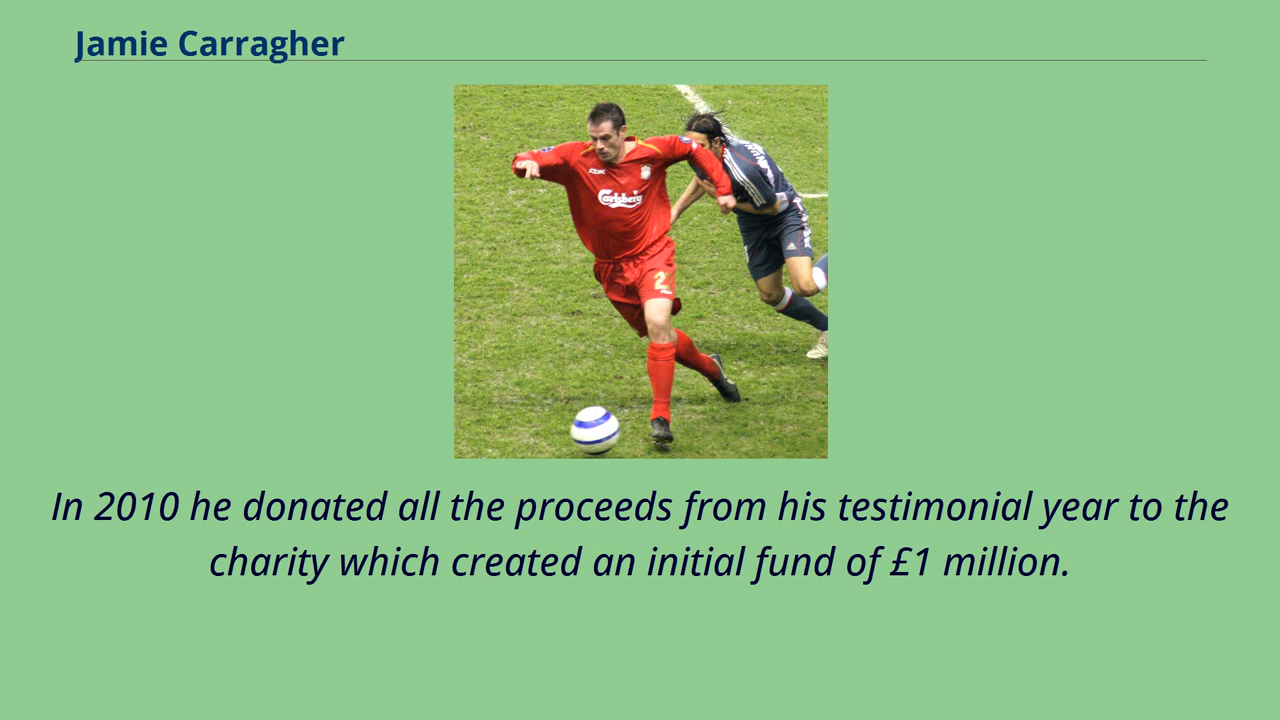 Jamie Carragher
Carlsberg
2
In 2010 he donated all the proceeds from his testimonial year to the
charity which created an initial fund of £1 million.